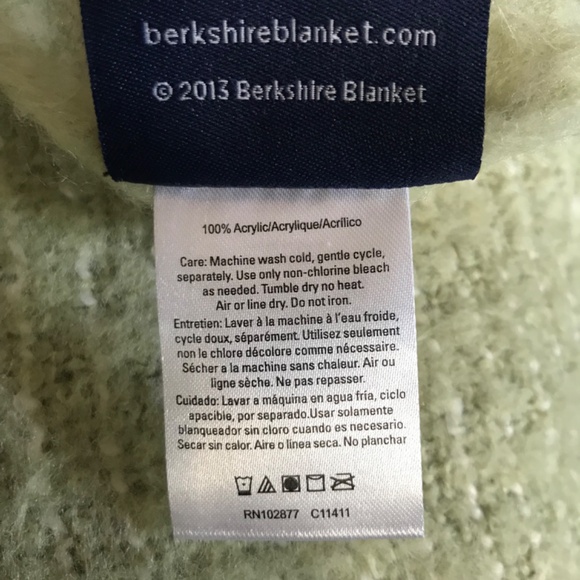 berkshireblanket.com
© 2013 Berkshire Blanket
100% Acrylic/Acrylique/Acrílico
Care: Machine wash cold, gentle cycle,
separately. Use only non-chlorine bleach
as needed. Tumble dry no heat.
Air or line dry. Do not iron.
Entretien: Laver à la machine à l'eau froide,
cycle doux, séparément. Utilisez seulement
non le chlore décolore comme nécessaire.
Sécher a la machine sans chaleur. Air ou
ligne sèche. Ne pas repasser.
Cuidado: Lavar a máquina en agua fria, ciclo
apacible, por separado.Usar solamente
blanqueador sin cloro cuando es necesario.
Secar sin calor. Aire o linea seca. No planchar
RN102877 C11411